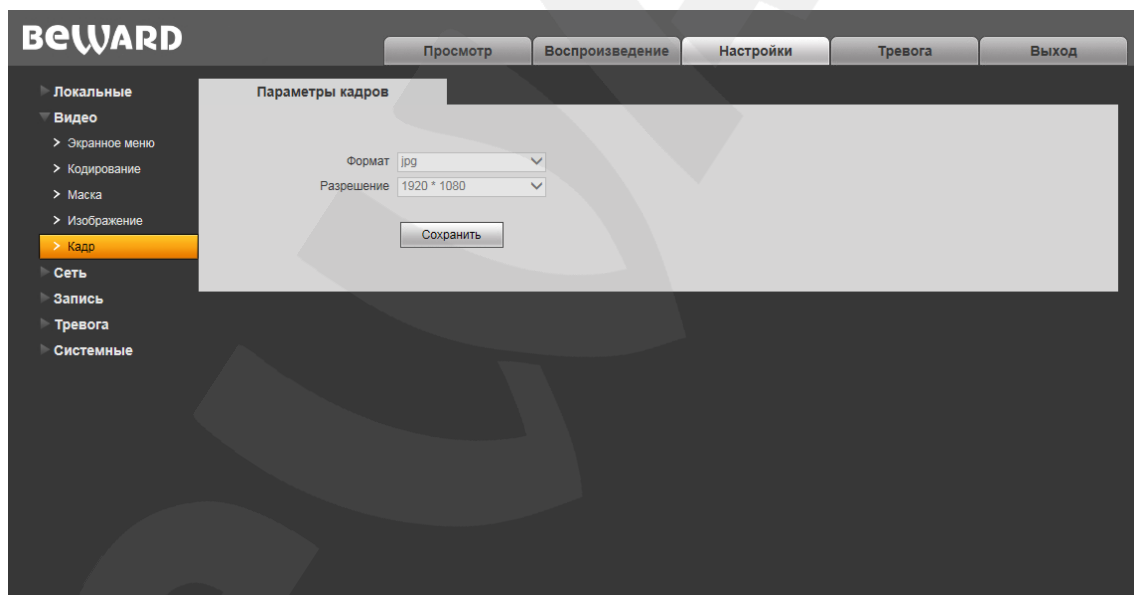 BEWARD
Просмотр Воспроизведение Настройки Тревога Выход
Локальные
Видео
> Экранное меню
> Кодирование
> Маска
> Изображение
> Кадр
Сеть
Запись
Тревога
Системные
Параметры кадров
Формат jpg
Разрешение 1920 * 1080
Сохранить